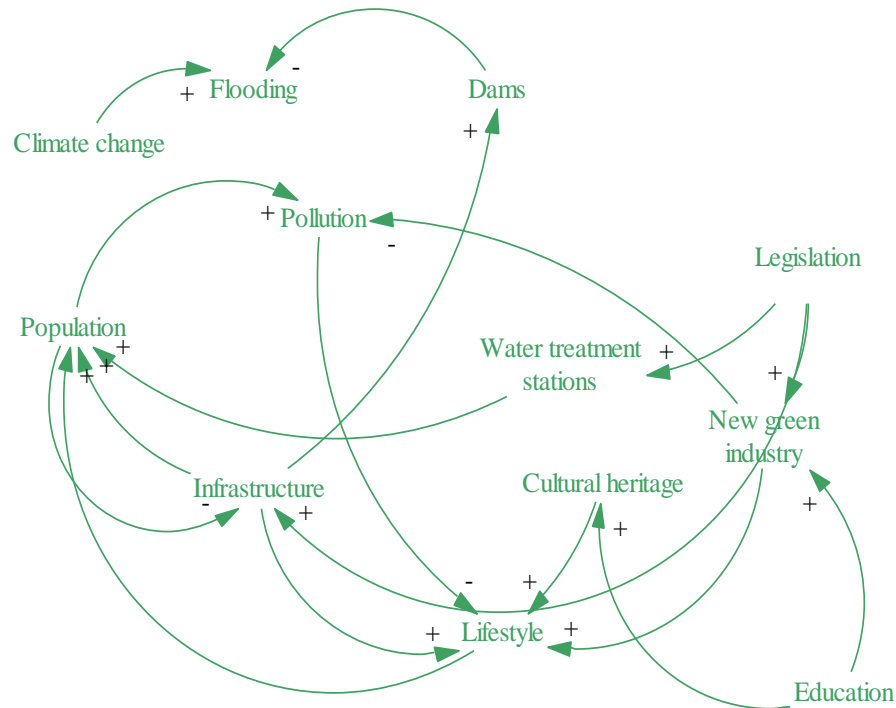 -
Flooding
Dams
+
+
Climate change
+
Pollution
-
Legislation
Population
+
+
+
Water treatment
stations
+
+
New green
industry
Infrastructure
-
+
Cultural heritage
+
+
-
+
Lifestyle
+
+
Education